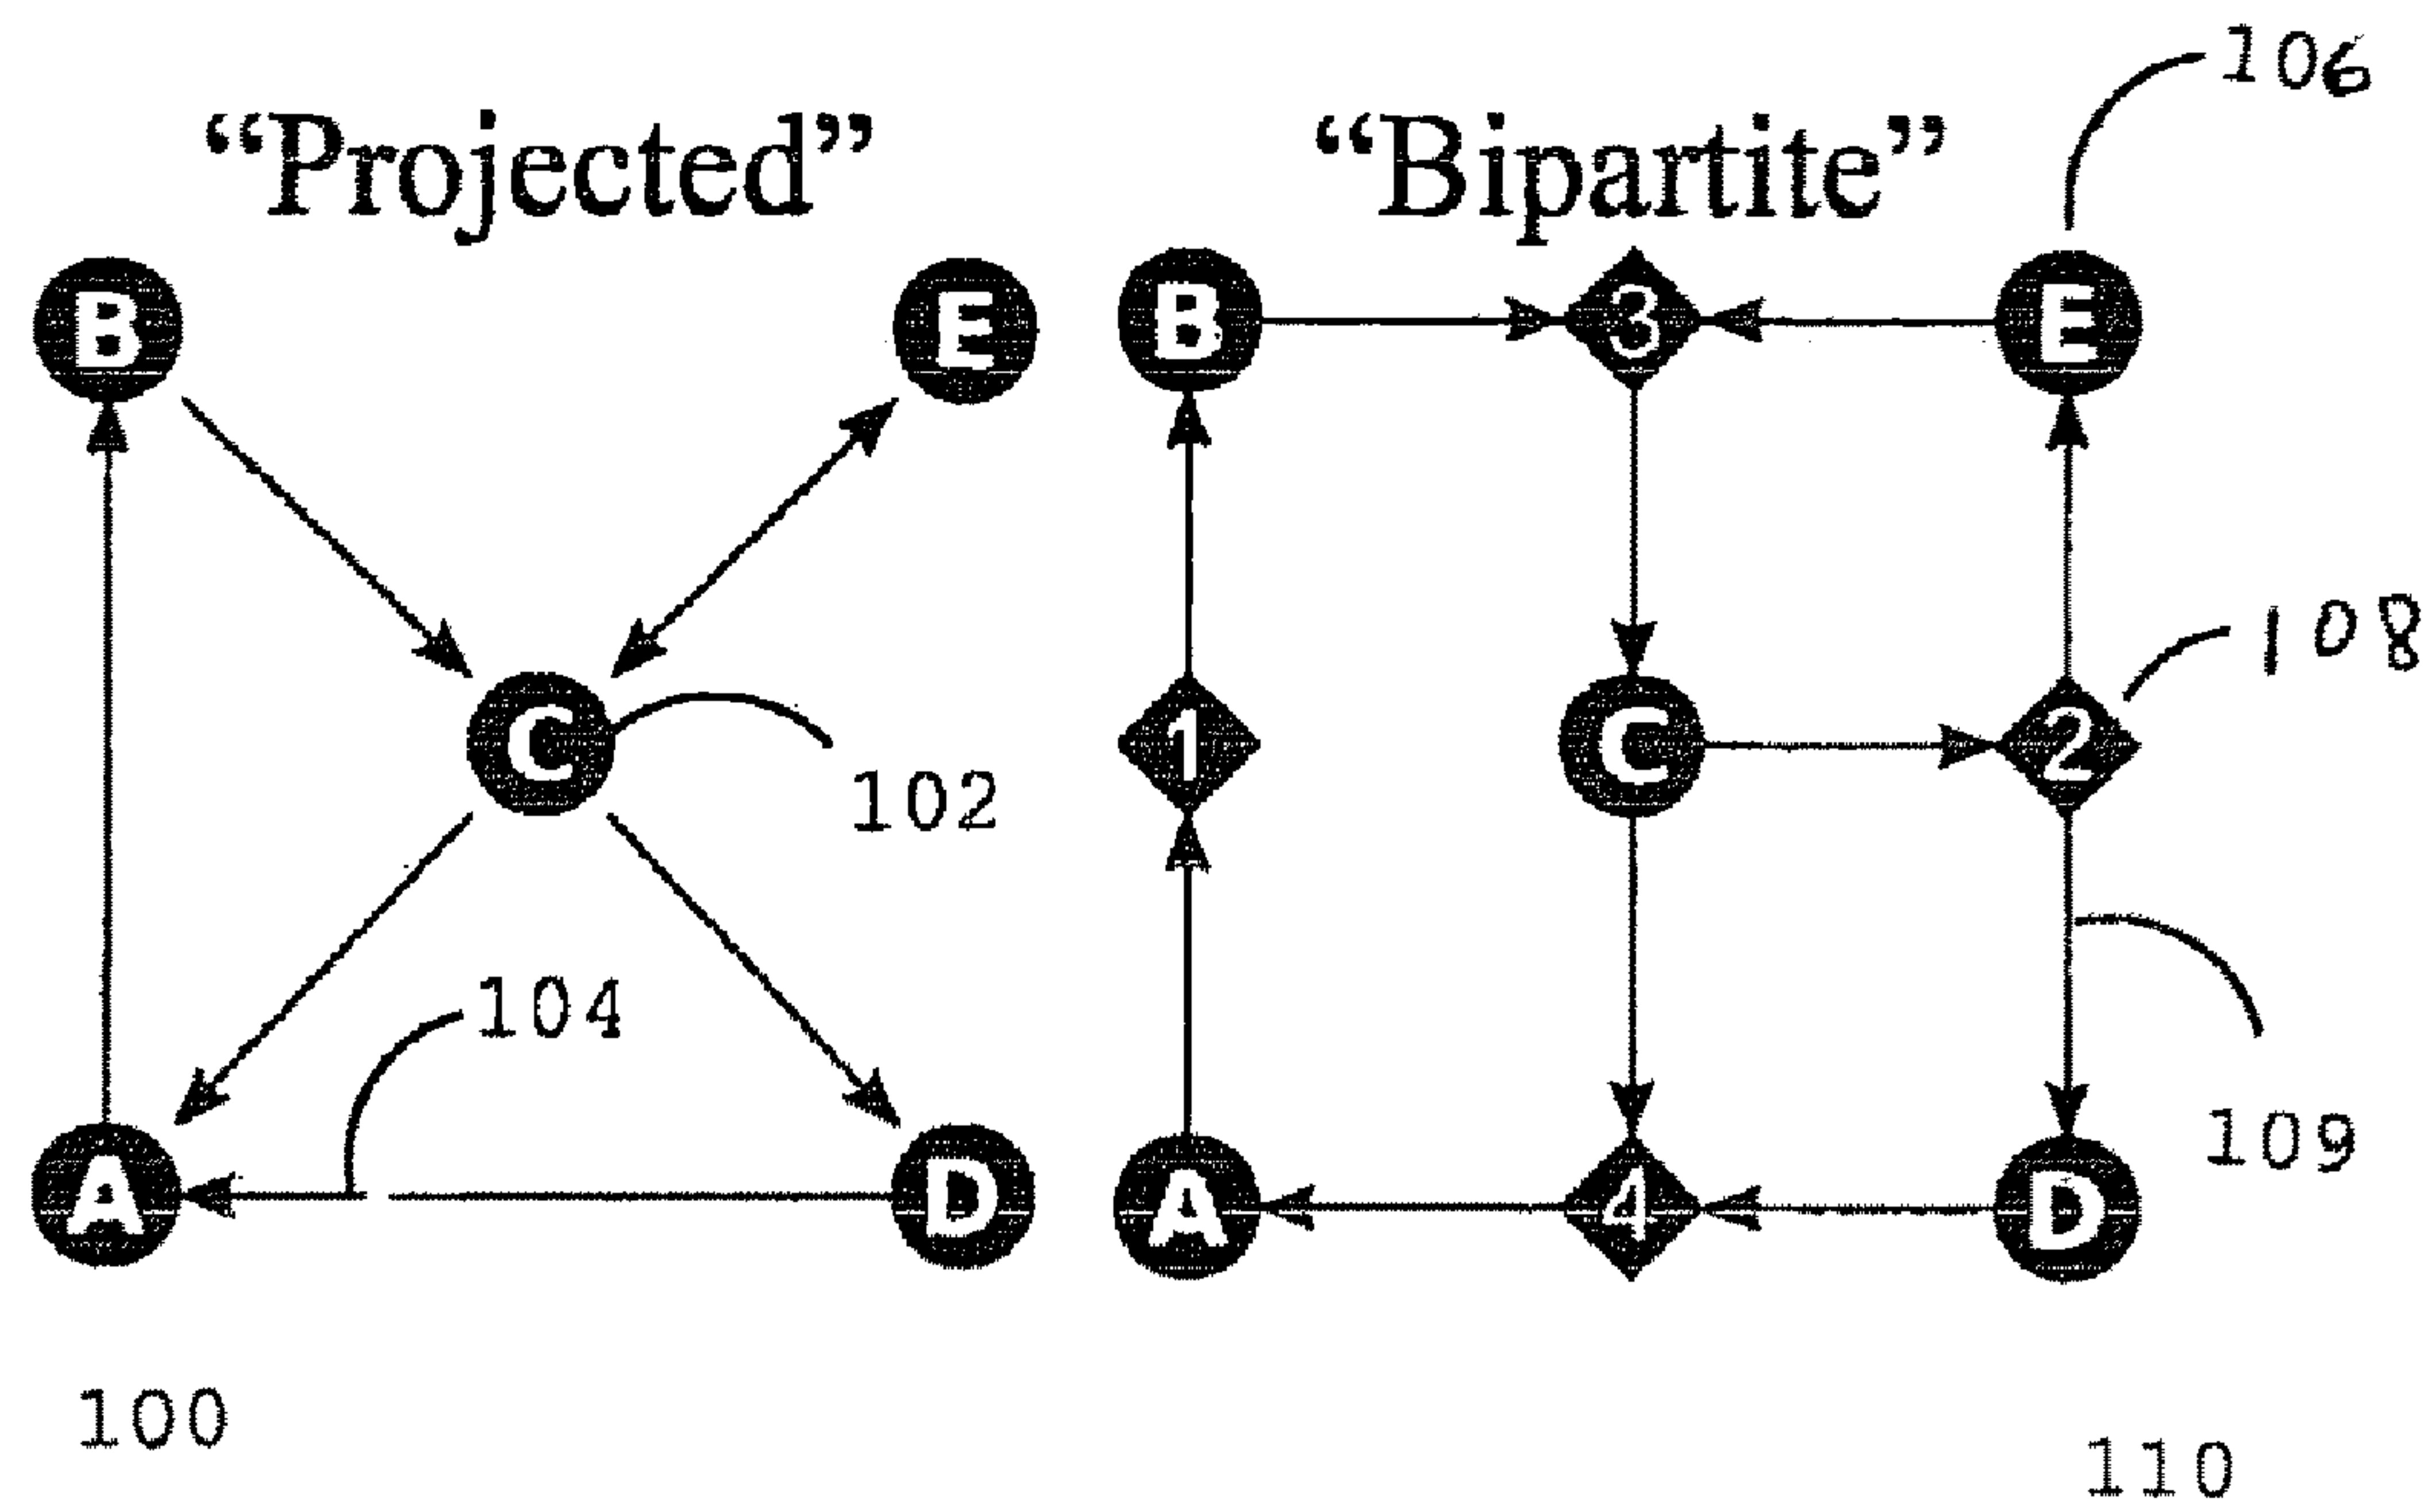 106
“Projected” “Bipartite”
B E B 3 E
108
C 1 C 2
102
104
109
A D A 4 D
100
110